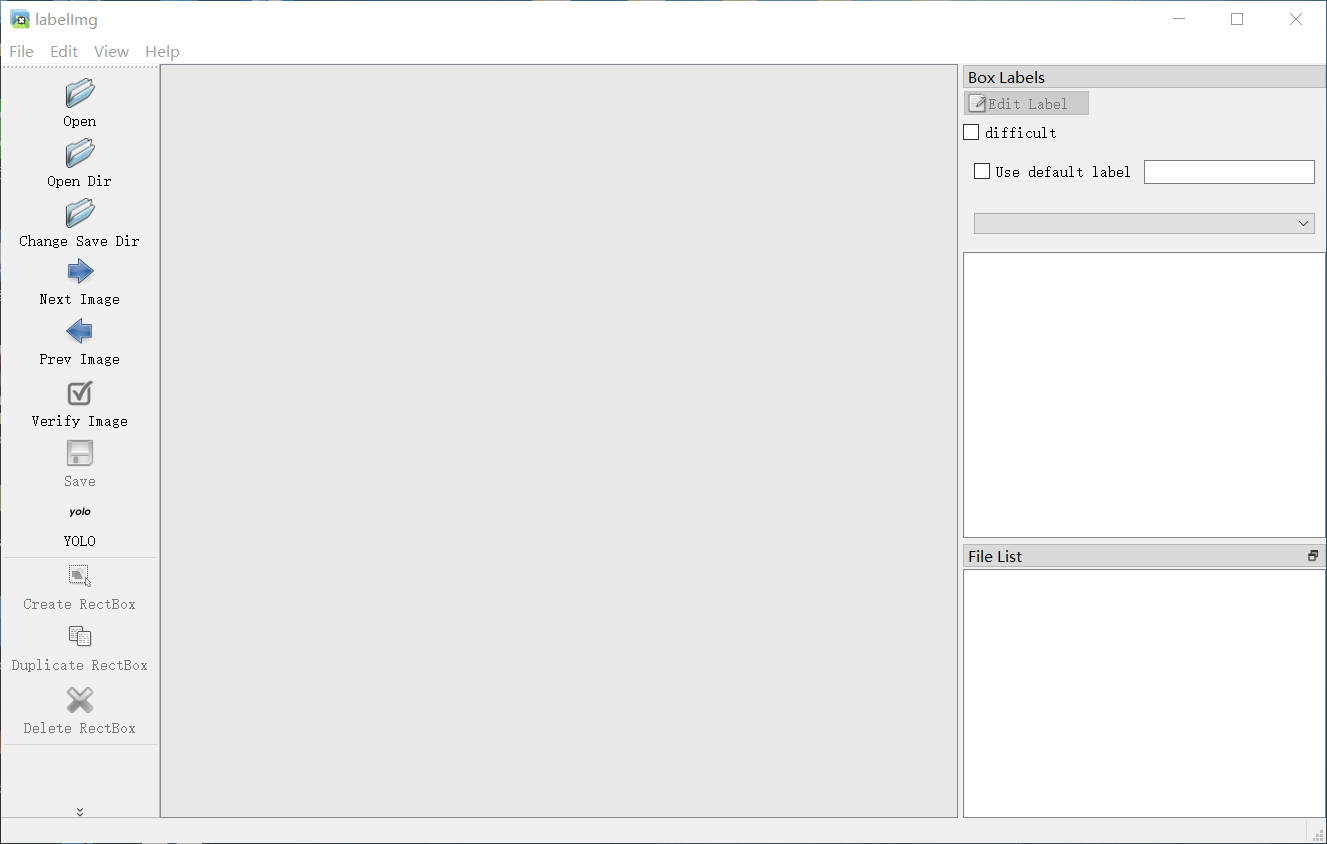 labelImg
File Edit View Help
Open
Open Dir
Change Save Dir
Next Image
Prev Image
Verify Image
Save
yolo
YOLO
Create RectBox
Duplicate RectBox
Delete RectBox
Box Labels
Edit Label
difficult
Use default label
File List